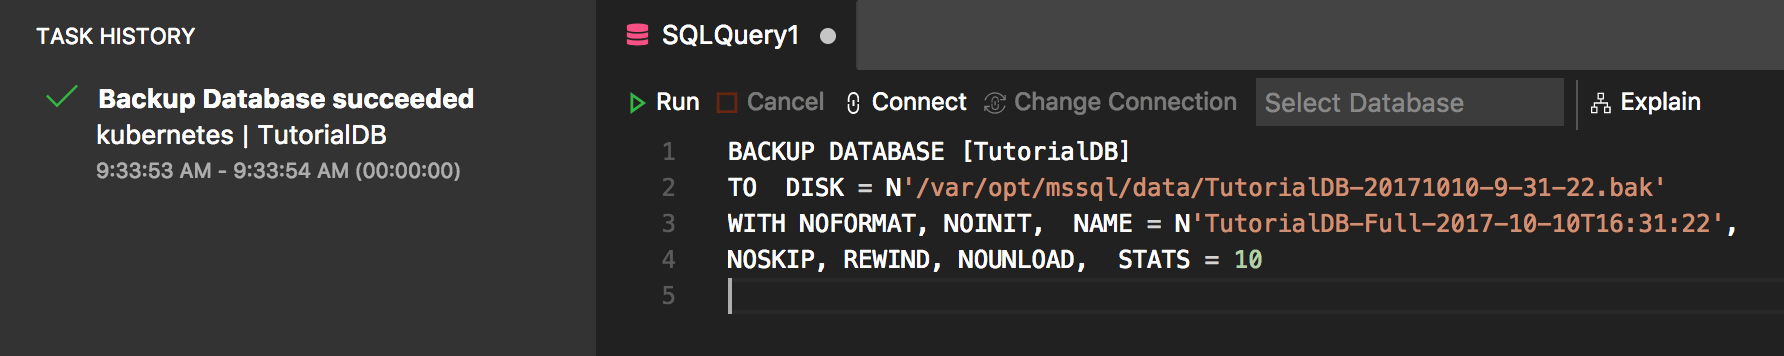 TASK HISTORY
Backup Database succeeded
kubernetes | TutorialDB
9:33:53 AM - 9:33:54 AM (00:00:00)
SQLQuery1
Run Cancel Connect Change Connection Select Database Explain
1 BACKUP DATABASE [TutorialDB]
2 TO  DISK = N'/var/opt/mssql/data/TutorialDB-20171010-9-31-22.bak'
3 WITH NOFORMAT, NOINIT,  NAME = N'TutorialDB-Full-2017-10-10T16:31:22',
4 NOSKIP, REWIND, NOUNLOAD,  STATS = 10
5